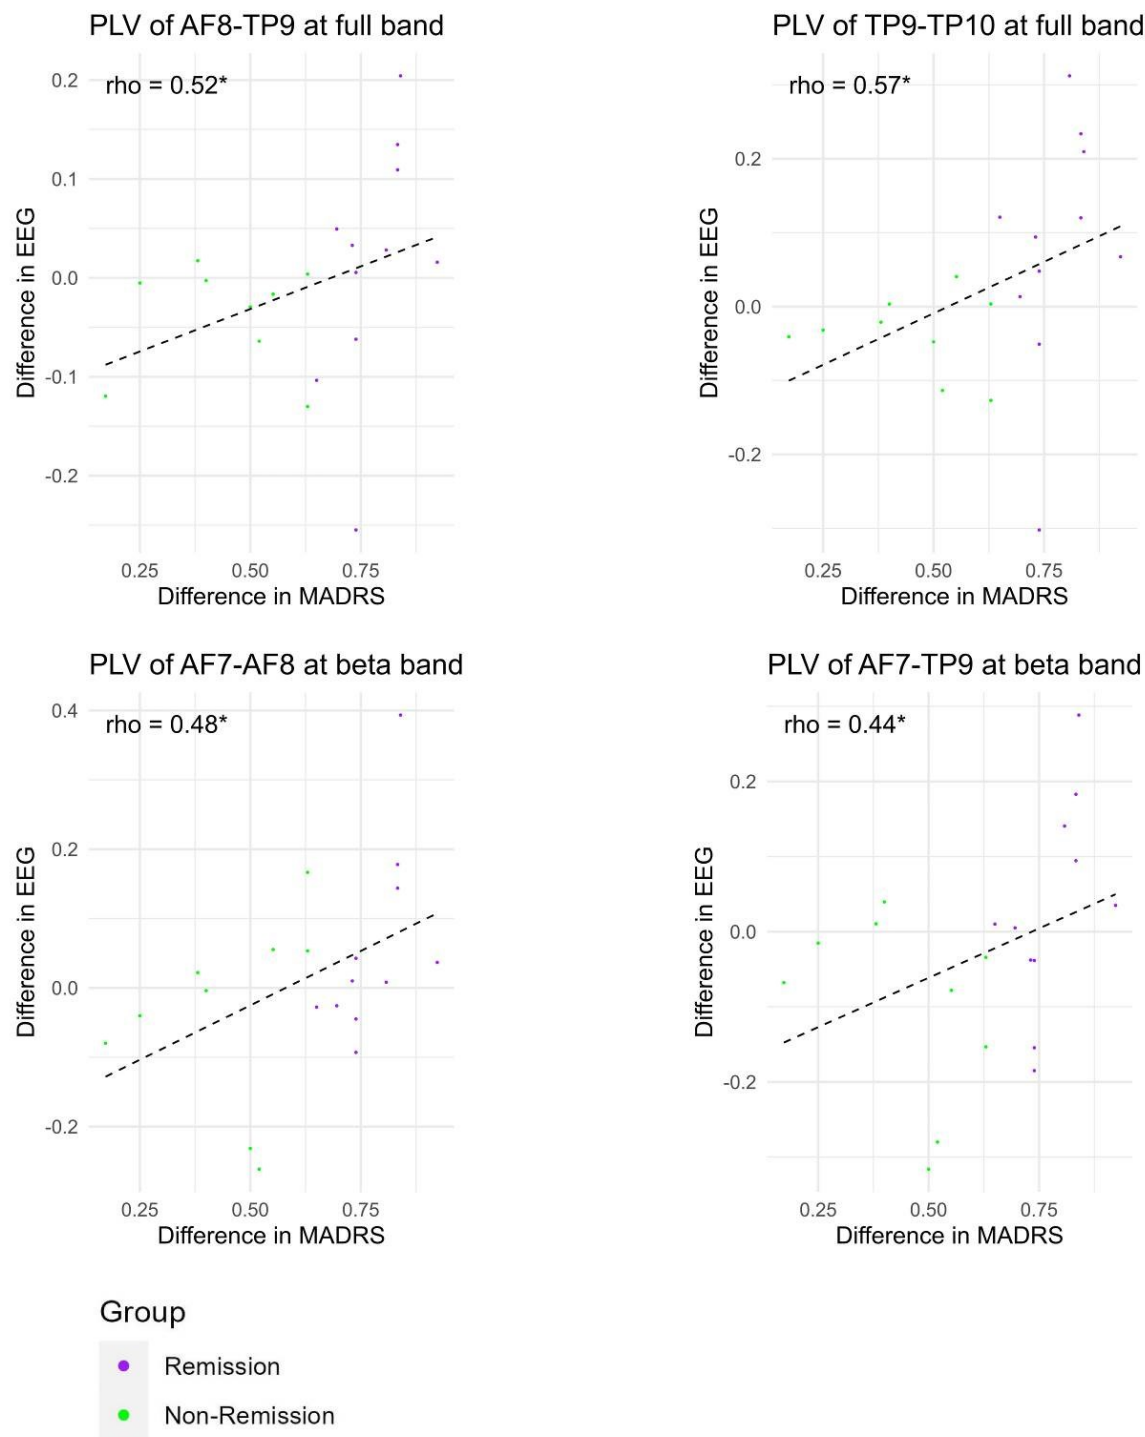 PLV of AF8-TP9 at full band
rho = 0.52*
0.2
0.1
0.0
-0.1
-0.2
Difference in EEG
0.25 0.50 0.75
Difference in MADRS
PLV of TP9-TP10 at full band
rho = 0.57*
0.2
0.0
-0.2
Difference in EEG
0.25 0.50 0.75
Difference in MADRS
PLV of AF7-AF8 at beta band
rho = 0.48*
0.4
0.2
0.0
-0.2
Difference in EEG
0.25 0.50 0.75
Difference in MADRS
PLV of AF7-TP9 at beta band
rho = 0.44*
0.2
0.0
-0.2
Difference in EEG
0.25 0.50 0.75
Difference in MADRS
Group
Remission
Non-Remission